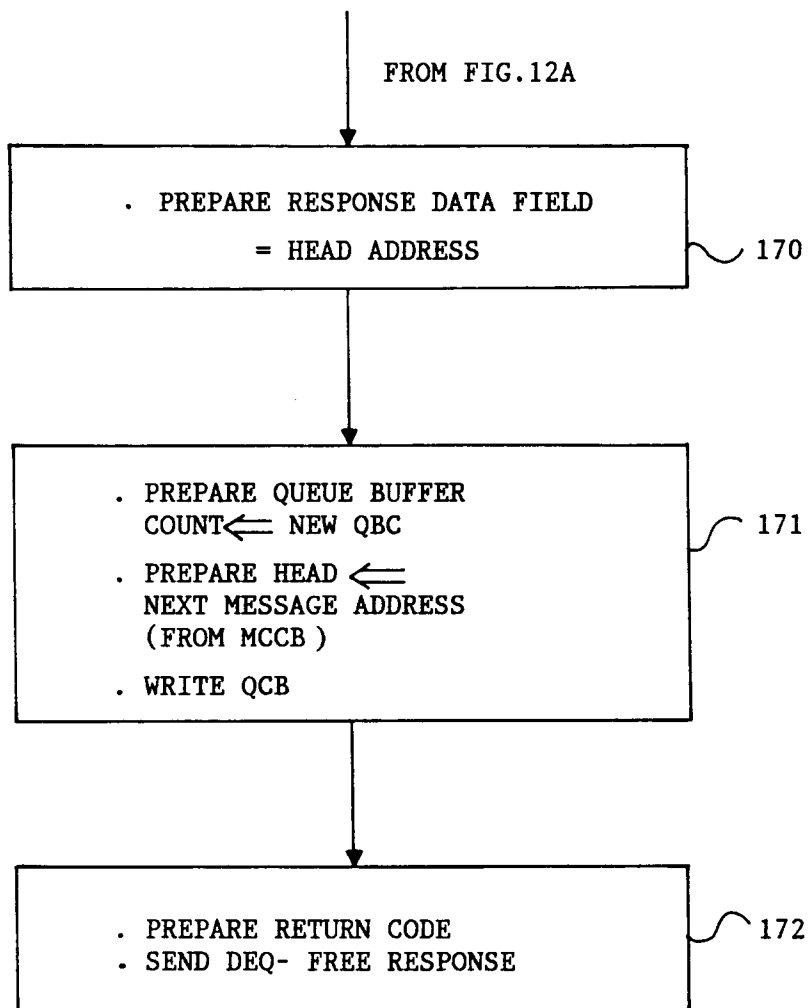 FROM FIG.12A
. PREPARE RESPONSE DATA FIELD
= HEAD ADDRESS
170
. PREPARE QUEUE BUFFER
COUNT ⇐ NEW QBC
. PREPARE HEAD ⇐
NEXT MESSAGE ADDRESS
(FROM MCCB )
. WRITE QCB
171
. PREPARE RETURN CODE
. SEND DEQ- FREE RESPONSE
172